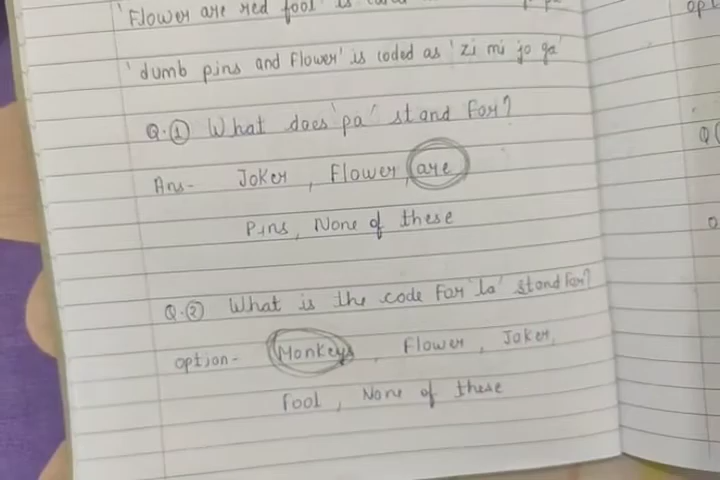 'Flower are red fool' is
'dumb pins and Flower' is coded as 'zi mi jo ga'
Q.① What does 'pa' stand For?
Ans- Joker, Flower, are
Pins, None of these
Q.② What is the code For 'la' stand For?
option- Monkeys, Flower, Joker,
Fool, None of these